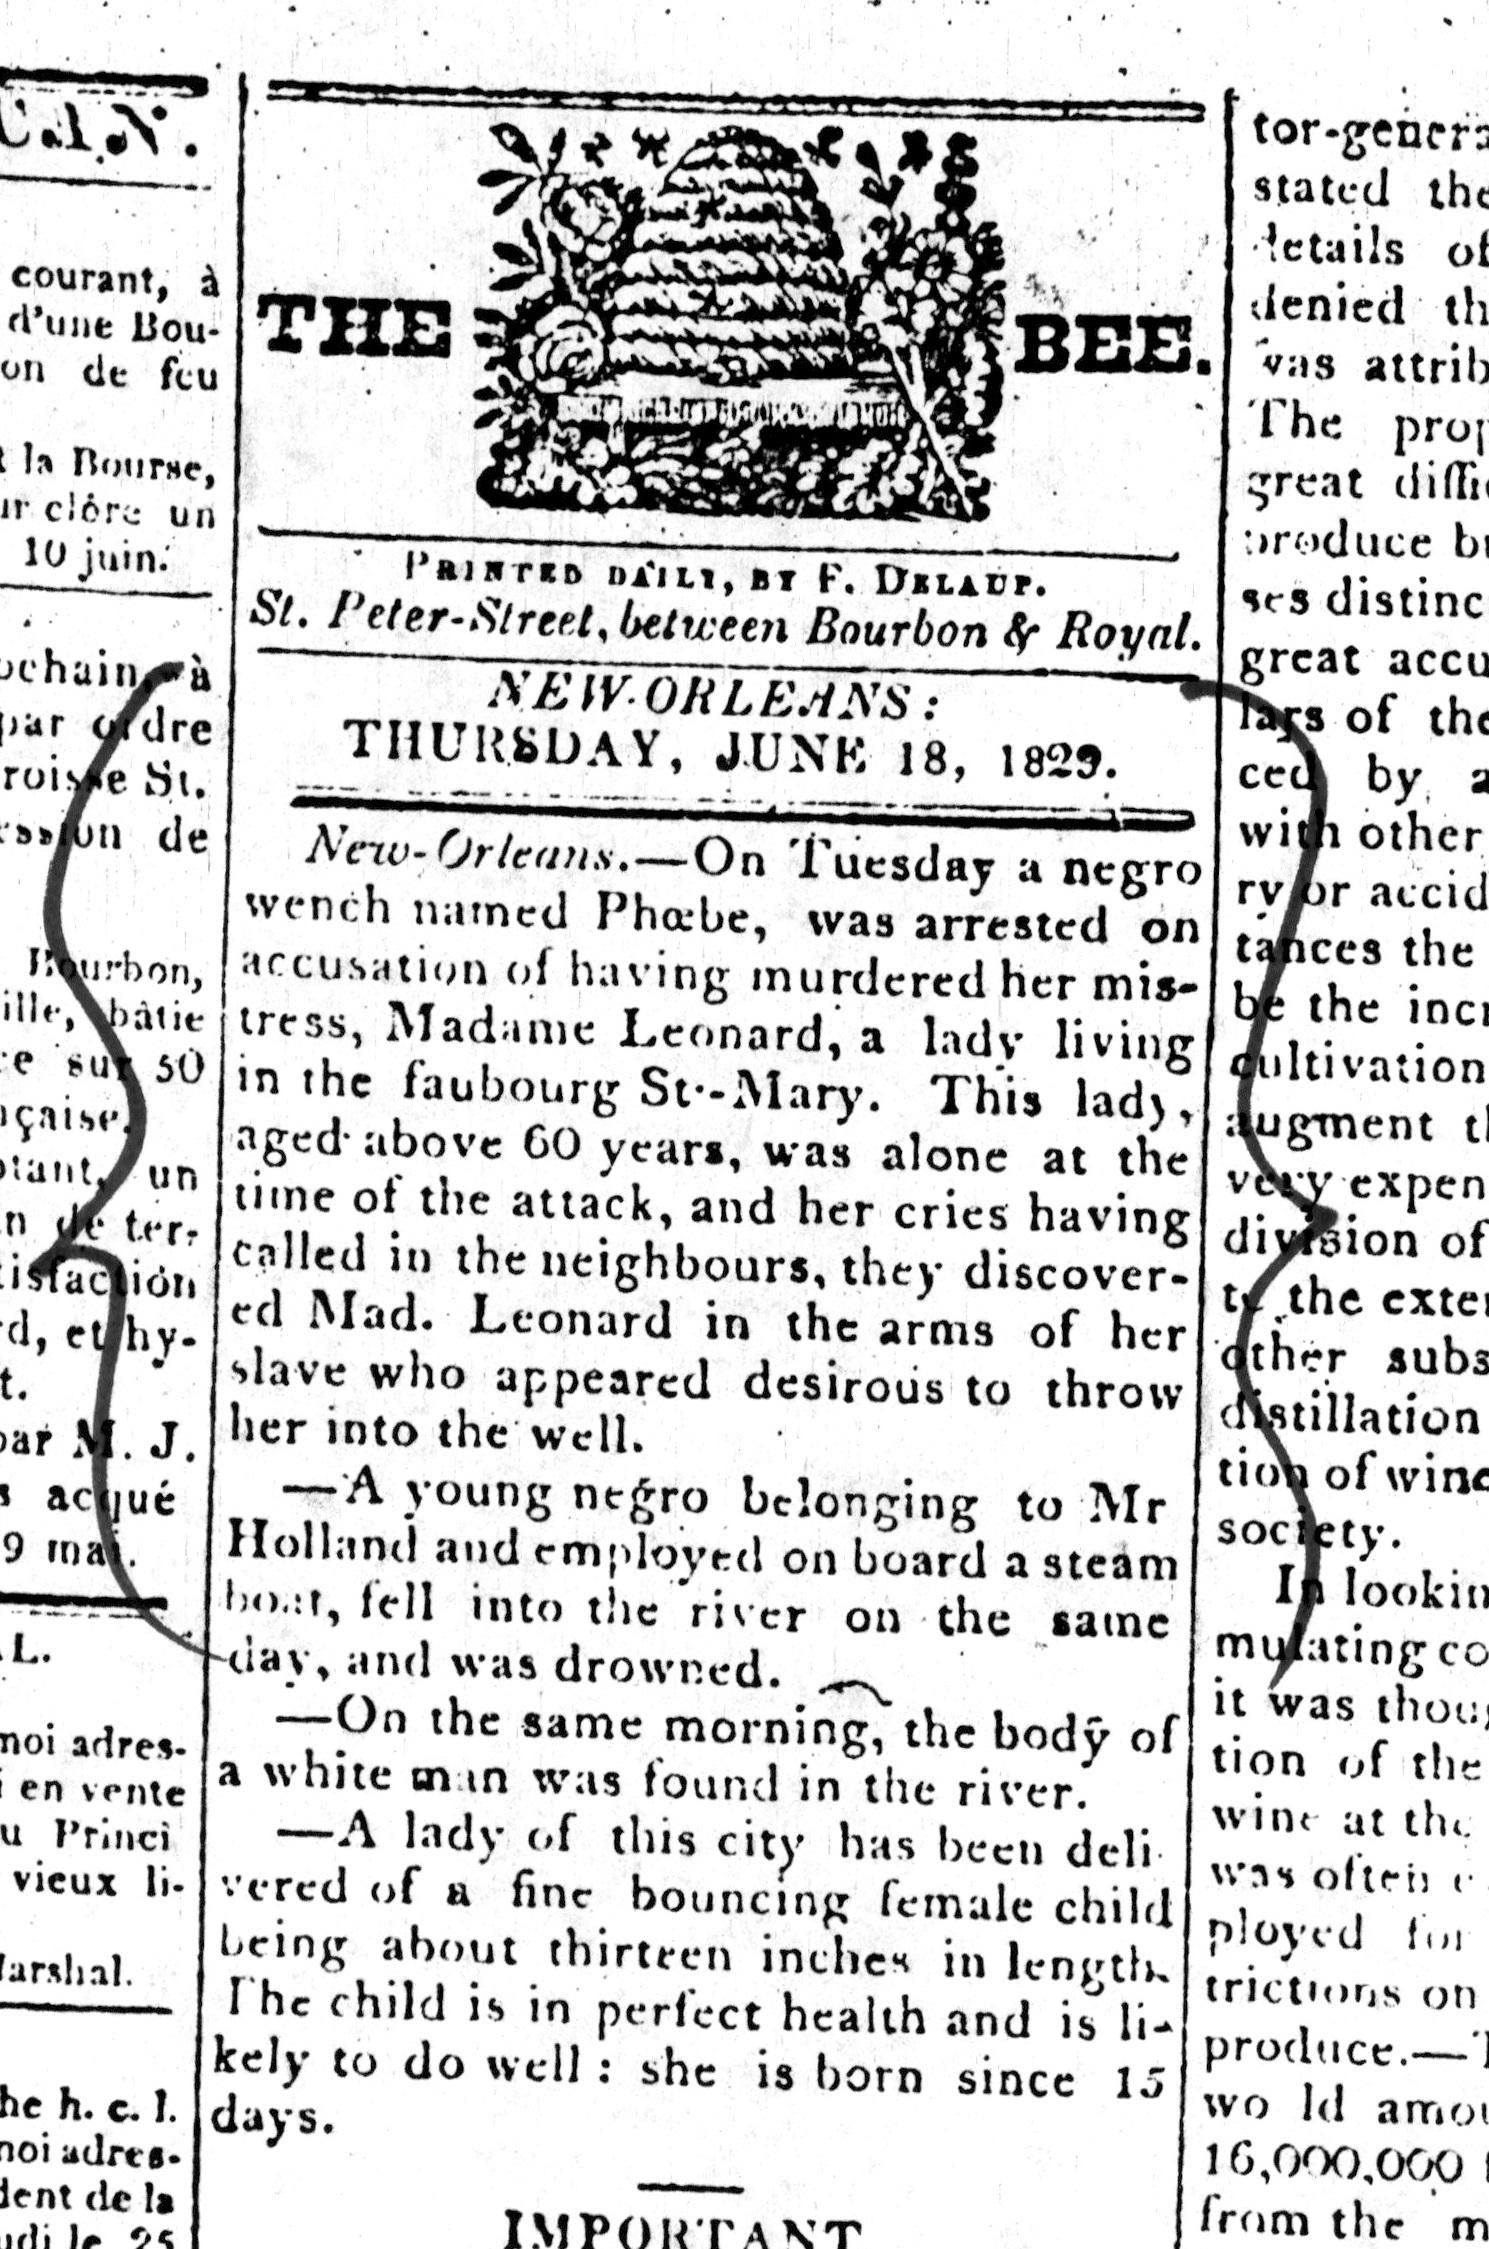 U.I.N.
courant, à
d'une Bou-
on de feu
la Bourse,
ur clôre un
10 juin.
ochain, à
par ordre
roisse St.
ession de
Bourbon,
ille, bâtie
ce sur 50
nçaise.
ptant, un
n de ter-
tisfaction
rd, et hy-
t.
par M. J.
s acqué
9 mai.
AL.
moi adres-
i en vente
u Princi
vieux li-
Marshal.
he h. c. l.
moi adres-
dent de la
udi le 25
THE BEE.
PRINTED DAILY, BY F. DELAUP.
St. Peter-Street, between Bourbon & Royal.
NEW-ORLEANS:
THURSDAY, JUNE 18, 1829.
New-Orleans.—On Tuesday a negro
wench named Phœbe, was arrested on
accusation of having murdered her mis-
tress, Madame Leonard, a lady living
in the faubourg St.-Mary. This lady,
aged above 60 years, was alone at the
time of the attack, and her cries having
called in the neighbours, they discover-
ed Mad. Leonard in the arms of her
slave who appeared desirous to throw
her into the well.
—A young negro belonging to Mr
Holland and employed on board a steam
boat, fell into the river on the same
day, and was drowned.
—On the same morning, the body of
a white man was found in the river.
—A lady of this city has been deli
vered of a fine bouncing female child
being about thirteen inches in length.
The child is in perfect health and is li-
kely to do well: she is born since 15
days.
IMPORTANT
tor-genera
stated the
details of
denied th
was attrib
The prop
great diffic
produce bu
ses distinc
great accu
lars of the
ced by a
with other
ry or accid
tances the
be the incr
cultivation
augment th
very expen
division of
to the exter
other subs
distillation
tion of wine
society.
In lookin
mulating co
it was thoug
tion of the
wine at the
was often e
ployed for
trictions on
produce.—T
wo ld amou
16,000,000 f
from the m